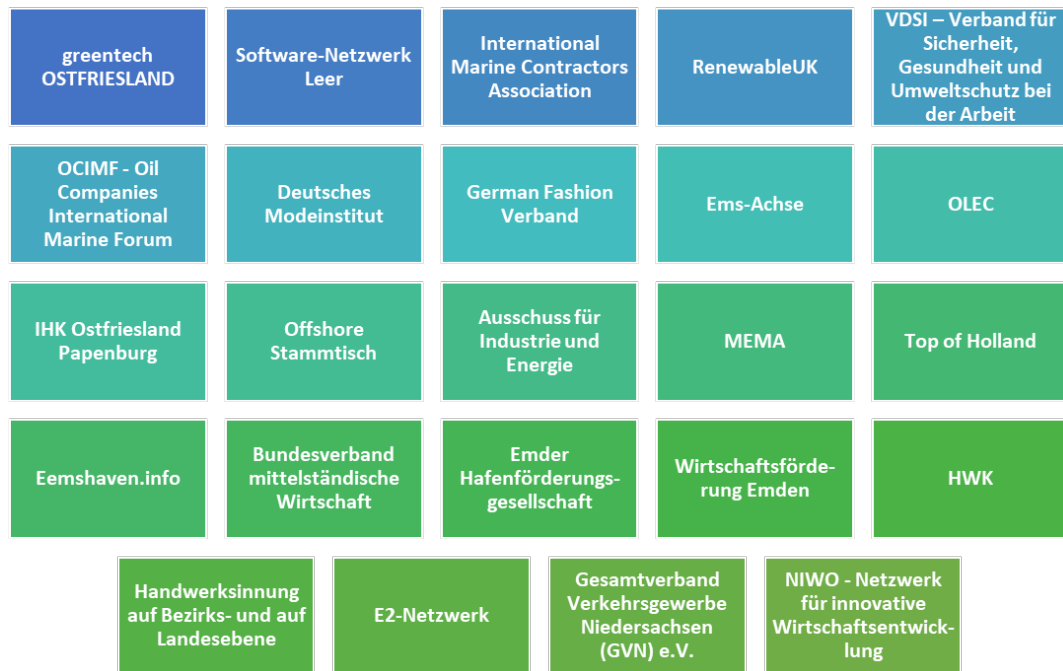 greentech
OSTFRIESLAND
Software-Netzwerk
Leer
International
Marine Contractors
Association
RenewableUK
VDSI – Verband für
Sicherheit,
Gesundheit und
Umweltschutz bei
der Arbeit
OCIMF - Oil
Companies
International
Marine Forum
Deutsches
Modeinstitut
German Fashion
Verband
Ems-Achse
OLEC
IHK Ostfriesland
Papenburg
Offshore
Stammtisch
Ausschuss für
Industrie und
Energie
MEMA
Top of Holland
Eemshaven.info
Bundesverband
mittelständische
Wirtschaft
Emder
Hafenförderungs-
gesellschaft
Wirtschaftsförde-
rung Emden
HWK
Handwerksinnung
auf Bezirks- und auf
Landesebene
E2-Netzwerk
Gesamtverband
Verkehrsgewerbe
Niedersachsen
(GVN) e.V.
NIWO - Netzwerk
für innovative
Wirtschaftsentwick-
lung